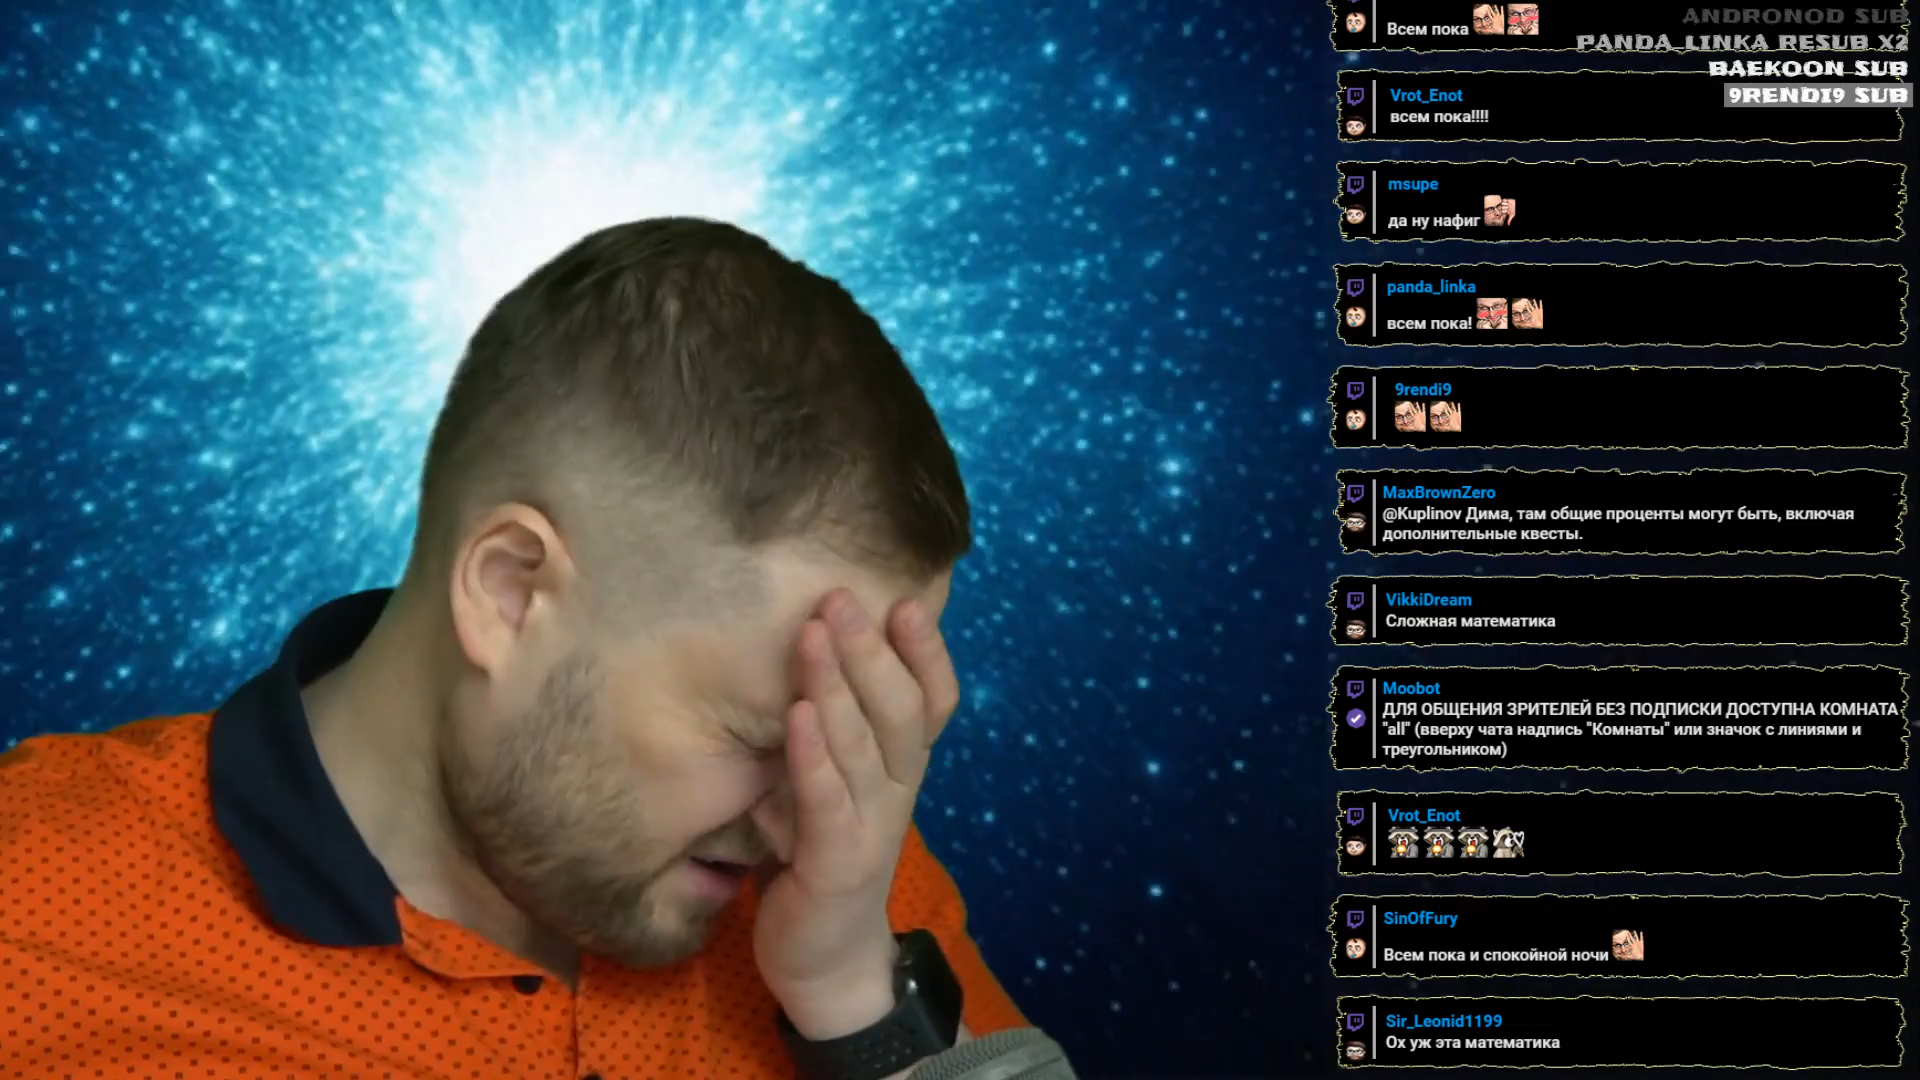 Всем пока
ANDRONOD SUB
PANDA_LINKA RESUB X2
BAEKOON SUB
9RENDI9 SUB
Vrot_Enot
всем пока!!!!
msupe
да ну нафиг
panda_linka
всем пока!
9rendi9
MaxBrownZero
@Kuplinov Дима, там общие проценты могут быть, включая
дополнительные квесты.
VikkiDream
Сложная математика
Moobot
ДЛЯ ОБЩЕНИЯ ЗРИТЕЛЕЙ БЕЗ ПОДПИСКИ ДОСТУПНА КОМНАТА
"all" (вверху чата надпись "Комнаты" или значок с линиями и
треугольником)
Vrot_Enot
SinOfFury
Всем пока и спокойной ночи
Sir_Leonid1199
Ох уж эта математика